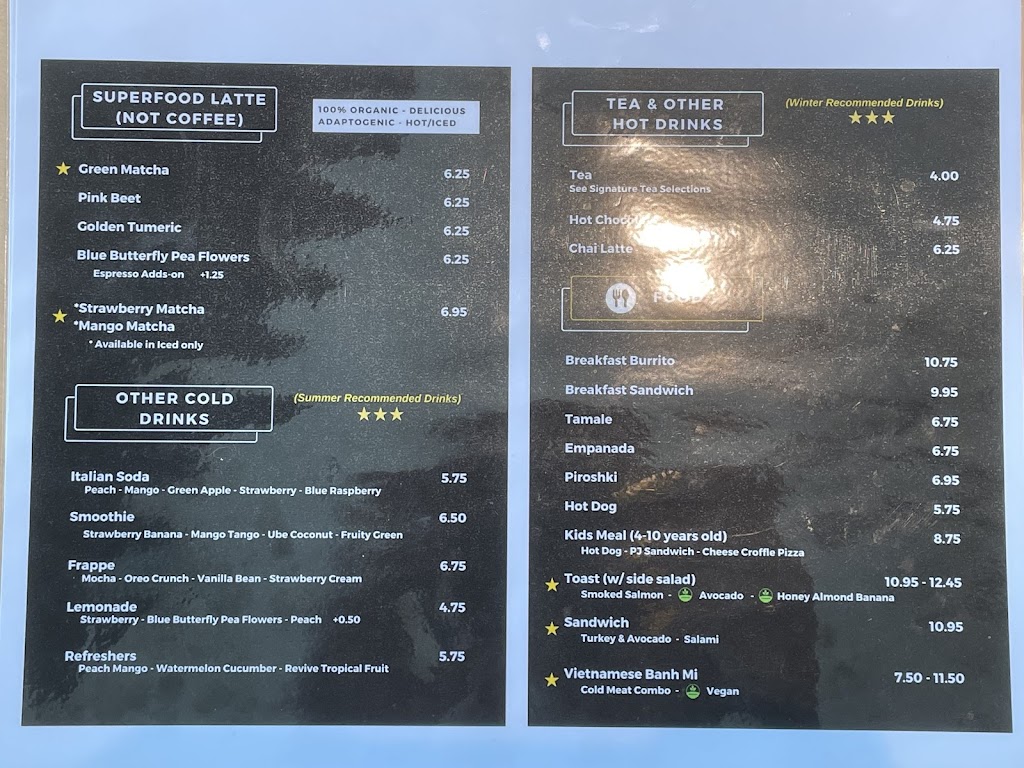 SUPERFOOD LATTE
(NOT COFFEE)
100% ORGANIC - DELICIOUS
ADAPTOGENIC - HOT/ICED
Green Matcha 6.25
Pink Beet 6.25
Golden Tumeric 6.25
Blue Butterfly Pea Flowers 6.25
Espresso Adds-on +1.25
*Strawberry Matcha 6.95
*Mango Matcha
* Available in Iced only
OTHER COLD
DRINKS
(Summer Recommended Drinks)
Italian Soda 5.75
Peach - Mango - Green Apple - Strawberry - Blue Raspberry
Smoothie 6.50
Strawberry Banana - Mango Tango - Ube Coconut - Fruity Green
Frappe 6.75
Mocha - Oreo Crunch - Vanilla Bean - Strawberry Cream
Lemonade 4.75
Strawberry - Blue Butterfly Pea Flowers - Peach +0.50
Refreshers 5.75
Peach Mango - Watermelon Cucumber - Revive Tropical Fruit
TEA & OTHER
HOT DRINKS
(Winter Recommended Drinks)
Tea 4.00
See Signature Tea Selections
Hot 4.75
Chai Latte 6.25
FOOD
Breakfast Burrito 10.75
Breakfast Sandwich 9.95
Tamale 6.75
Empanada 6.75
Piroshki 6.95
Hot Dog 5.75
Kids Meal (4-10 years old) 8.75
Hot Dog - PJ Sandwich - Cheese Croffle Pizza
Toast (w/ side salad) 10.95 - 12.45
Smoked Salmon - Avocado - Honey Almond Banana
Sandwich 10.95
Turkey & Avocado - Salami
Vietnamese Banh Mi 7.50 - 11.50
Cold Meat Combo - Vegan